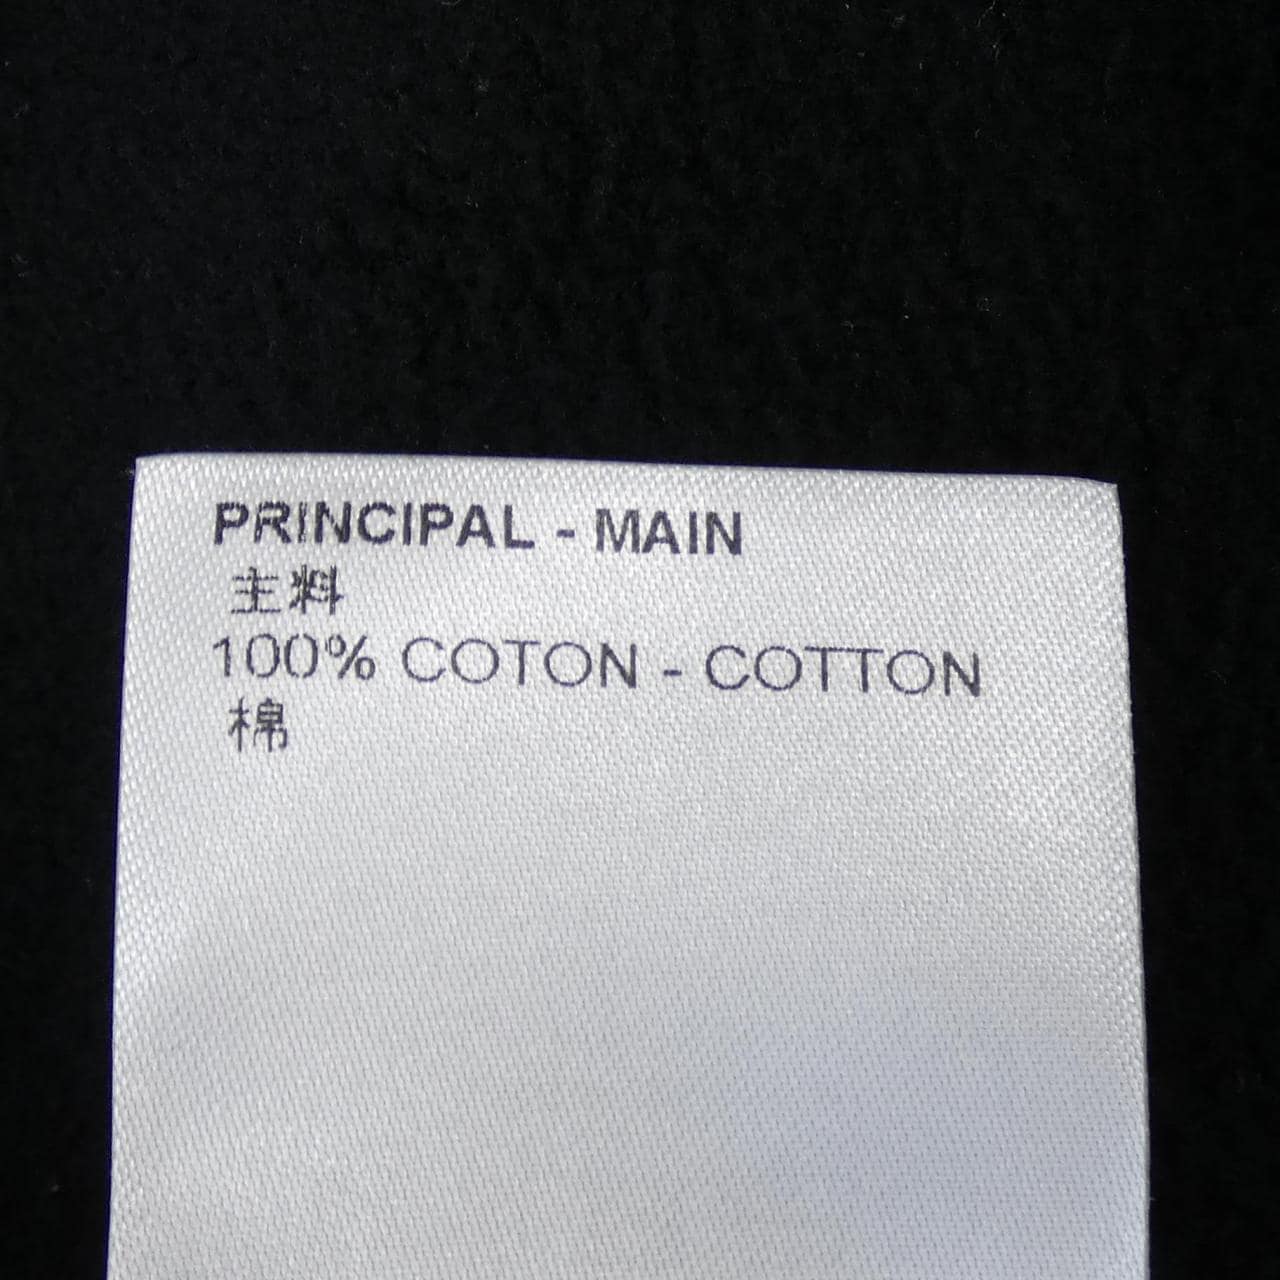 PRINCIPAL - MAIN
主料
100% COTON - COTTON
棉